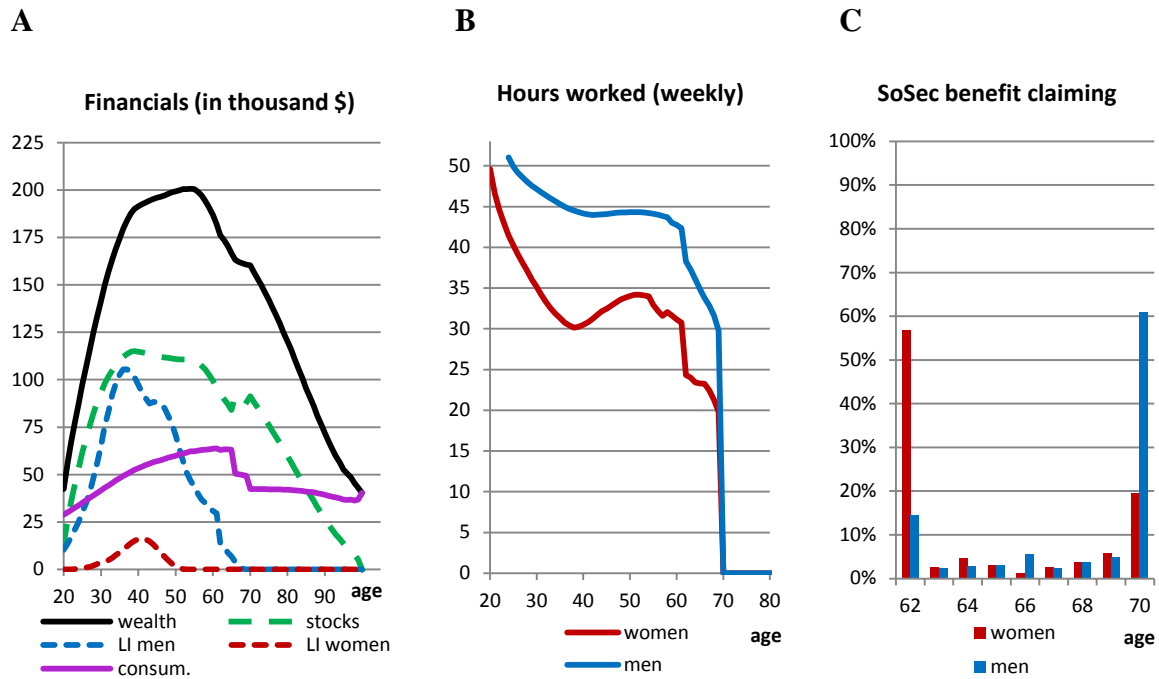 A
B
C
Financials (in thousand $)
225
200
175
150
125
100
75
50
25
0
20 30 40 50 60 70 80 90 age
wealth
stocks
LI men
LI women
consum.
Hours worked (weekly)
50
45
40
35
30
25
20
15
10
5
0
20 30 40 50 60 70 80
women
age
men
SoSec benefit claiming
100%
90%
80%
70%
60%
50%
40%
30%
20%
10%
0%
62 64 66 68 70
women
age
men